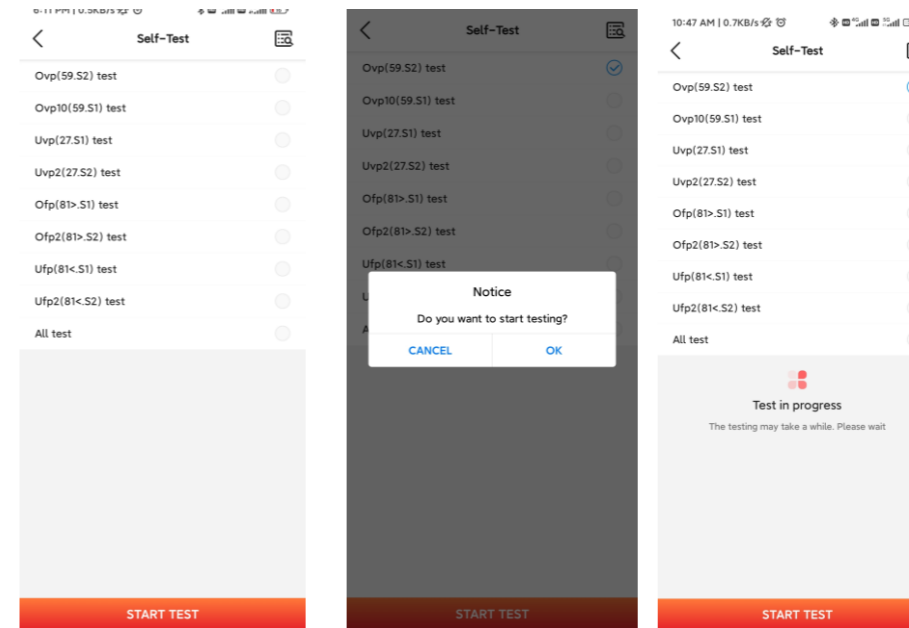 6:11 PM | 0.5KB/s
Self-Test
Ovp(59.S2) test
Ovp10(59.S1) test
Uvp(27.S1) test
Uvp2(27.S2) test
Ofp(81>.S1) test
Ofp2(81>.S2) test
Ufp(81<.S1) test
Ufp2(81<.S2) test
All test
START TEST
Self-Test
Ovp(59.S2) test
Ovp10(59.S1) test
Uvp(27.S1) test
Uvp2(27.S2) test
Ofp(81>.S1) test
Ofp2(81>.S2) test
Ufp(81<.S1) test
Notice
Do you want to start testing?
CANCEL
OK
START TEST
10:47 AM | 0.7KB/s
Self-Test
Ovp(59.S2) test
Ovp10(59.S1) test
Uvp(27.S1) test
Uvp2(27.S2) test
Ofp(81>.S1) test
Ofp2(81>.S2) test
Ufp(81<.S1) test
Ufp2(81<.S2) test
All test
Test in progress
The testing may take a while. Please wait
START TEST